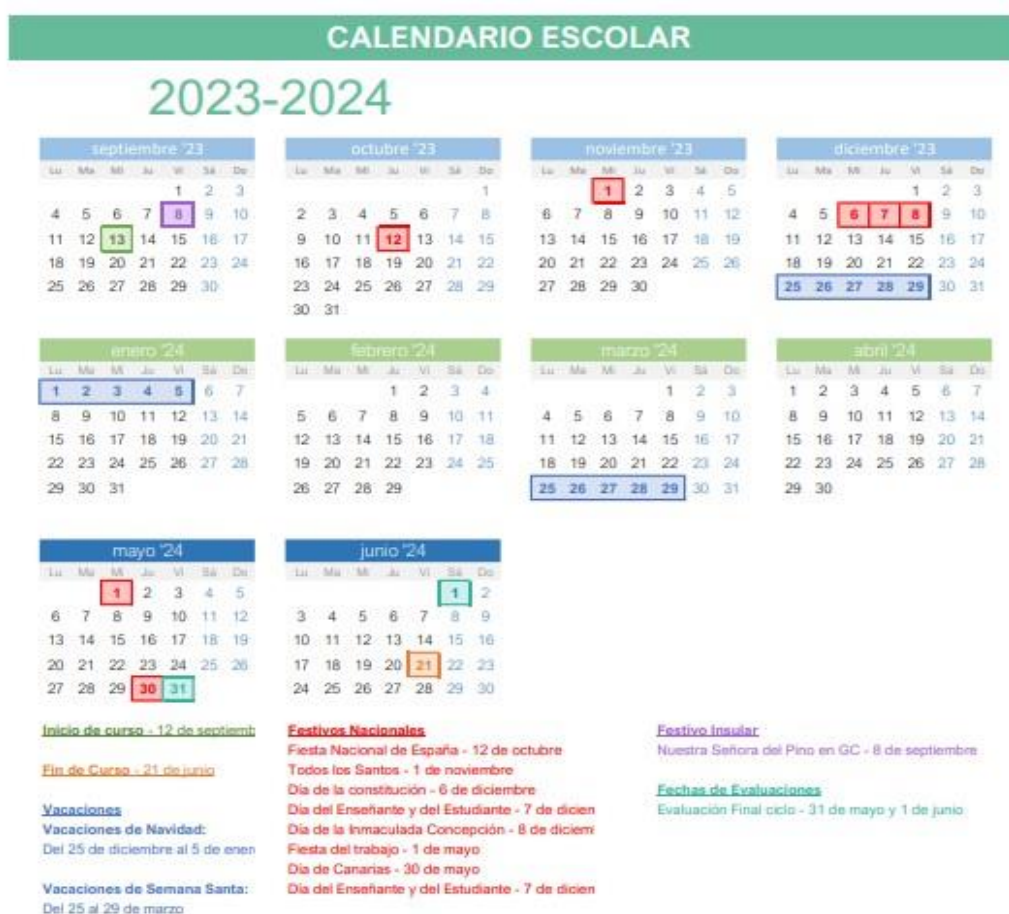 CALENDARIO ESCOLAR
2023-2024
septiembre '23
Lu Ma Mi Ju Vi Sá Do
1 2 3
4 5 6 7 8 9 10
11 12 13 14 15 16 17
18 19 20 21 22 23 24
25 26 27 28 29 30
octubre '23
Lu Ma Mi Ju Vi Sá Do
1
2 3 4 5 6 7 8
9 10 11 12 13 14 15
16 17 18 19 20 21 22
23 24 25 26 27 28 29
30 31
noviembre '23
Lu Ma Mi Ju Vi Sá Do
1 2 3 4 5
6 7 8 9 10 11 12
13 14 15 16 17 18 19
20 21 22 23 24 25 26
27 28 29 30
diciembre '23
Lu Ma Mi Ju Vi Sá Do
1 2 3
4 5 6 7 8 9 10
11 12 13 14 15 16 17
18 19 20 21 22 23 24
25 26 27 28 29 30 31
enero '24
Lu Ma Mi Ju Vi Sá Do
1 2 3 4 5 6 7
8 9 10 11 12 13 14
15 16 17 18 19 20 21
22 23 24 25 26 27 28
29 30 31
febrero '24
Lu Ma Mi Ju Vi Sá Do
1 2 3 4
5 6 7 8 9 10 11
12 13 14 15 16 17 18
19 20 21 22 23 24 25
26 27 28 29
marzo '24
Lu Ma Mi Ju Vi Sá Do
1 2 3
4 5 6 7 8 9 10
11 12 13 14 15 16 17
18 19 20 21 22 23 24
25 26 27 28 29 30 31
abril '24
Lu Ma Mi Ju Vi Sá Do
1 2 3 4 5 6 7
8 9 10 11 12 13 14
15 16 17 18 19 20 21
22 23 24 25 26 27 28
29 30
mayo '24
Lu Ma Mi Ju Vi Sá Do
1 2 3 4 5
6 7 8 9 10 11 12
13 14 15 16 17 18 19
20 21 22 23 24 25 26
27 28 29 30 31
junio '24
Lu Ma Mi Ju Vi Sá Do
1 2
3 4 5 6 7 8 9
10 11 12 13 14 15 16
17 18 19 20 21 22 23
24 25 26 27 28 29 30
Inicio de curso - 12 de septiemb
Fin de Curso - 21 de junio
Vacaciones
Vacaciones de Navidad:
Del 25 de diciembre al 5 de ener
Vacaciones de Semana Santa:
Del 25 al 29 de marzo
Festivos Nacionales
Fiesta Nacional de España - 12 de octubre
Todos los Santos - 1 de noviembre
Día de la constitución - 6 de diciembre
Día del Enseñante y del Estudiante - 7 de dicien
Día de la Inmaculada Concepción - 8 de diciem
Fiesta del trabajo - 1 de mayo
Día de Canarias - 30 de mayo
Día del Enseñante y del Estudiante - 7 de dicien
Festivo Insular
Nuestra Señora del Pino en GC - 8 de septiembre
Fechas de Evaluaciones
Evaluación Final ciclo - 31 de mayo y 1 de junio